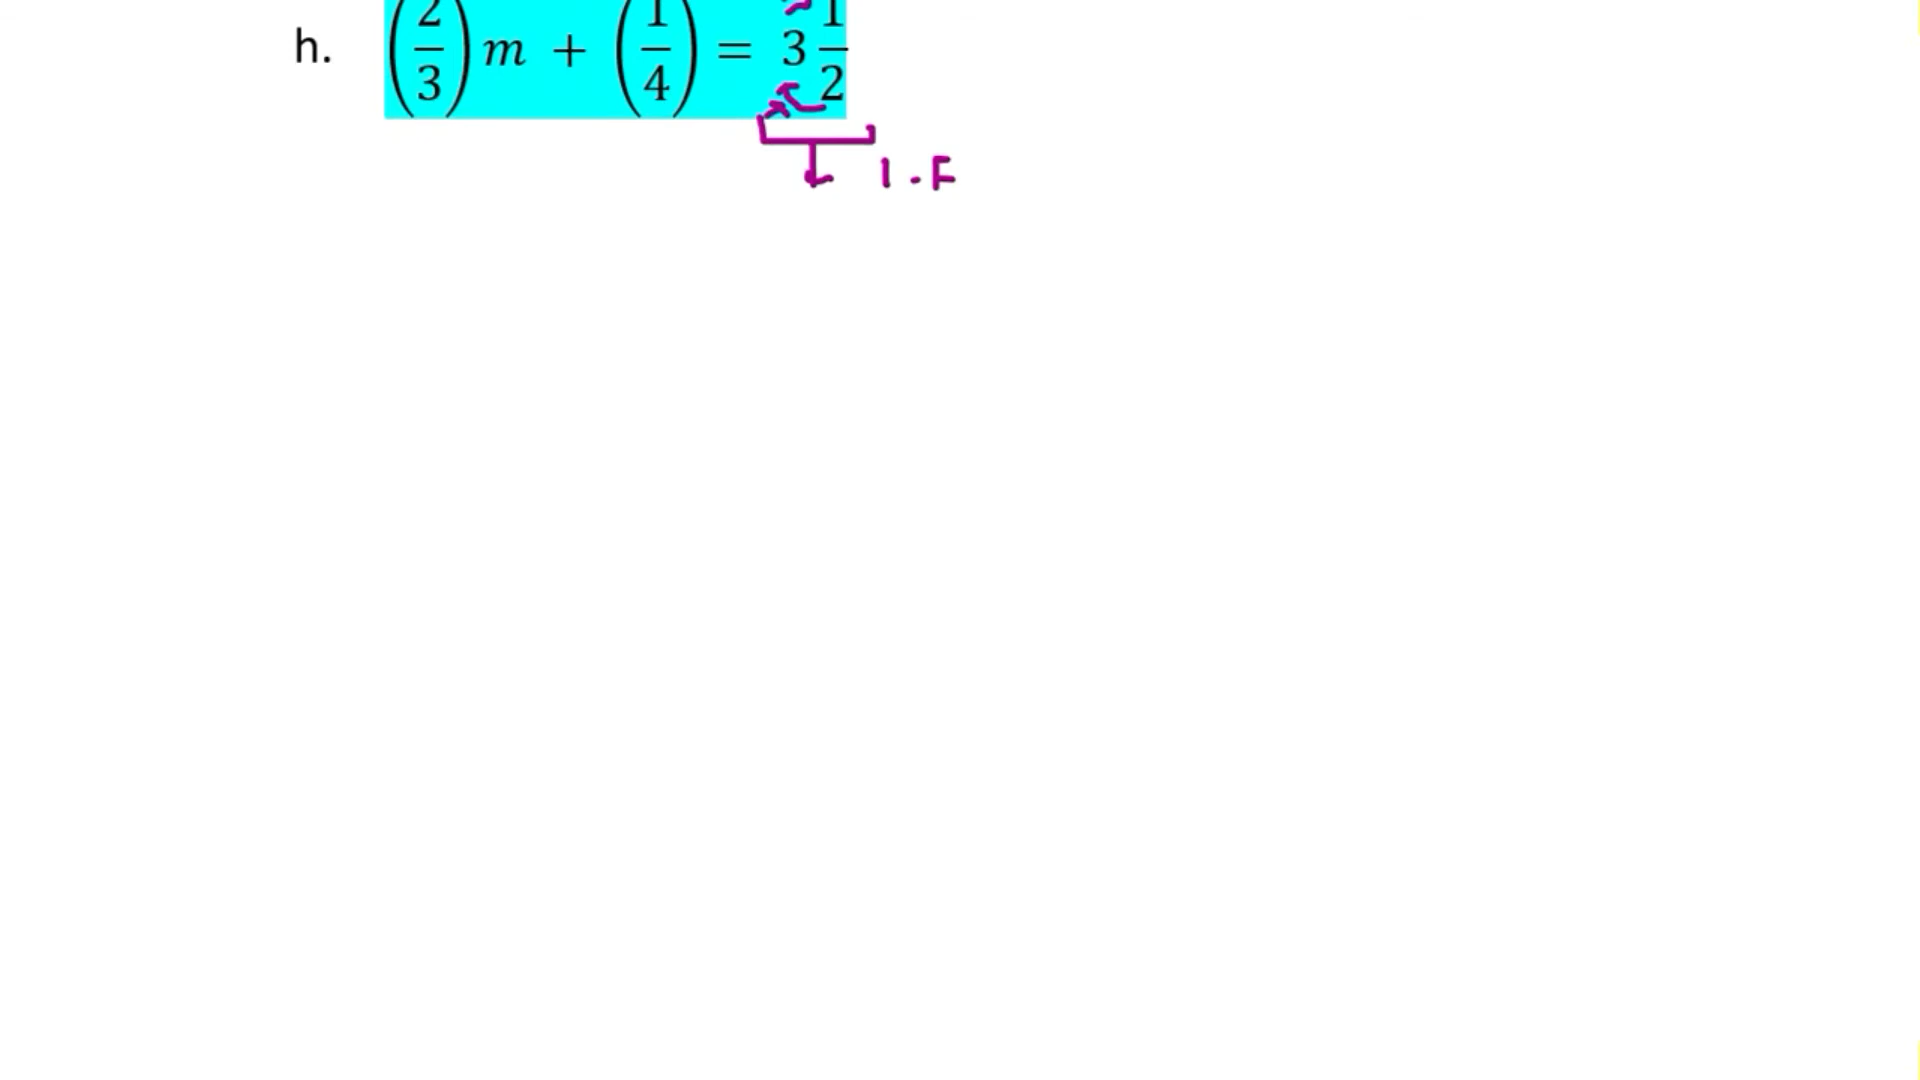 h. (2/3) m + (1/4) = 3 1/2
I.F